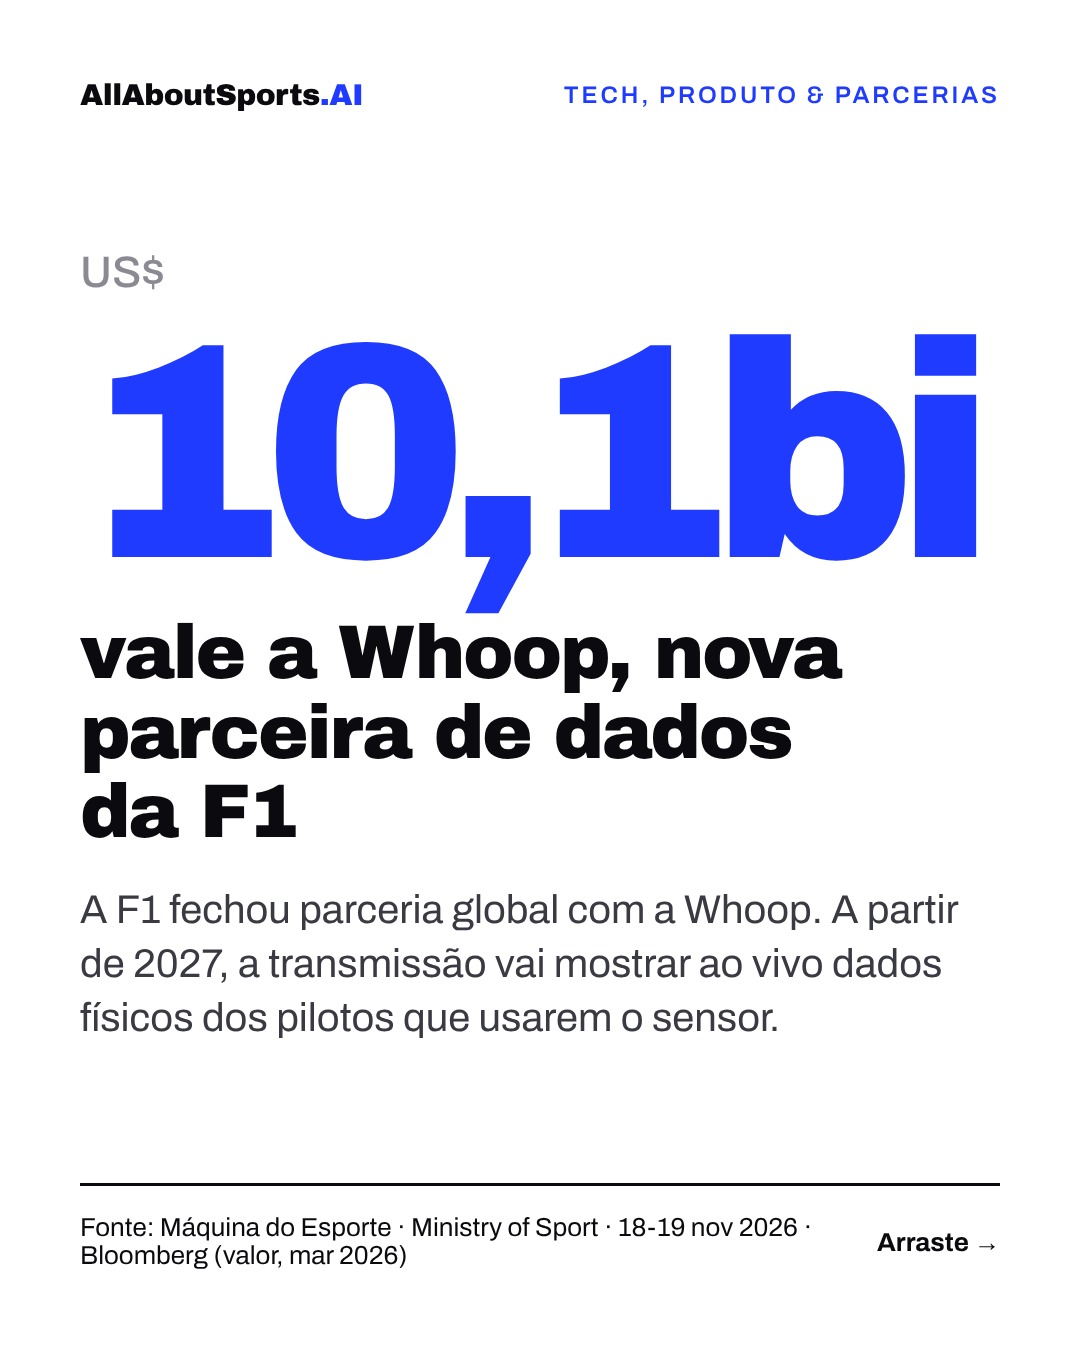 AllAboutSports.AI
TECH, PRODUTO & PARCERIAS
US$
10,1bi
vale a Whoop, nova
parceira de dados
da F1
A F1 fechou parceria global com a Whoop. A partir
de 2027, a transmissão vai mostrar ao vivo dados
físicos dos pilotos que usarem o sensor.
Fonte: Máquina do Esporte · Ministry of Sport · 18-19 nov 2026 ·
Bloomberg (valor, mar 2026)
Arraste →